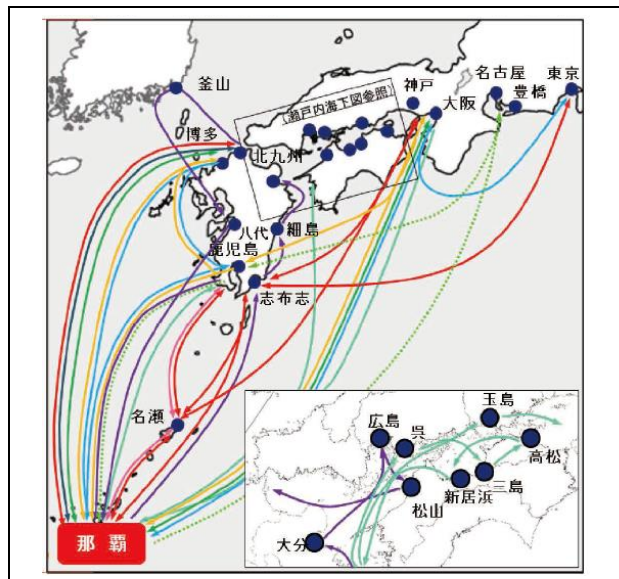 釜山
博多
北九州
(瀬戸内海下図参照)
神戸
大阪
名古屋
豊橋
東京
八代
細島
鹿児島
志布志
名瀬
那覇
広島
呉
玉島
高松
三島
新居浜
松山
大分